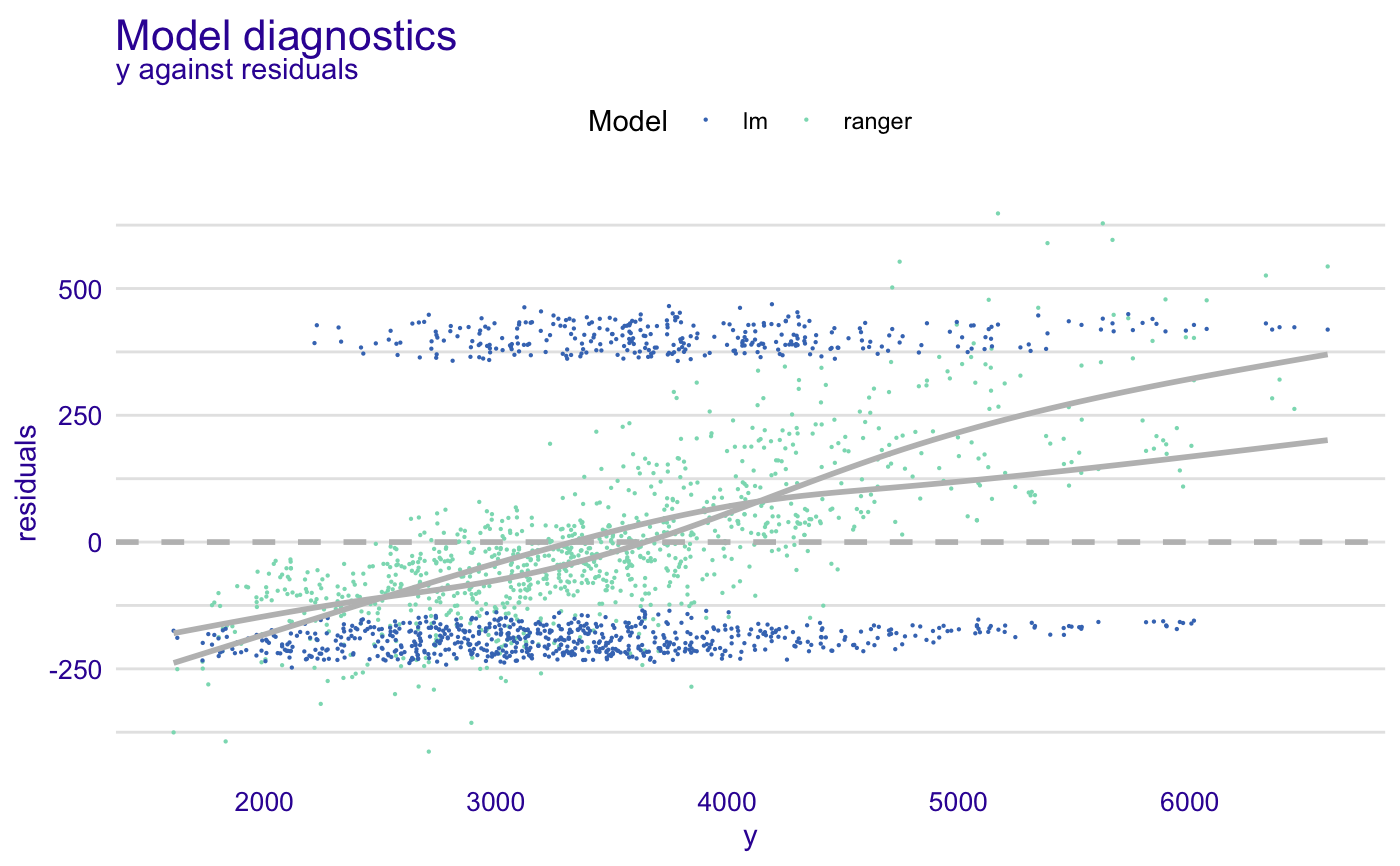 Model diagnostics
y against residuals
Model lm ranger
500
250
0
-250
residuals
2000 3000 4000 5000 6000
y